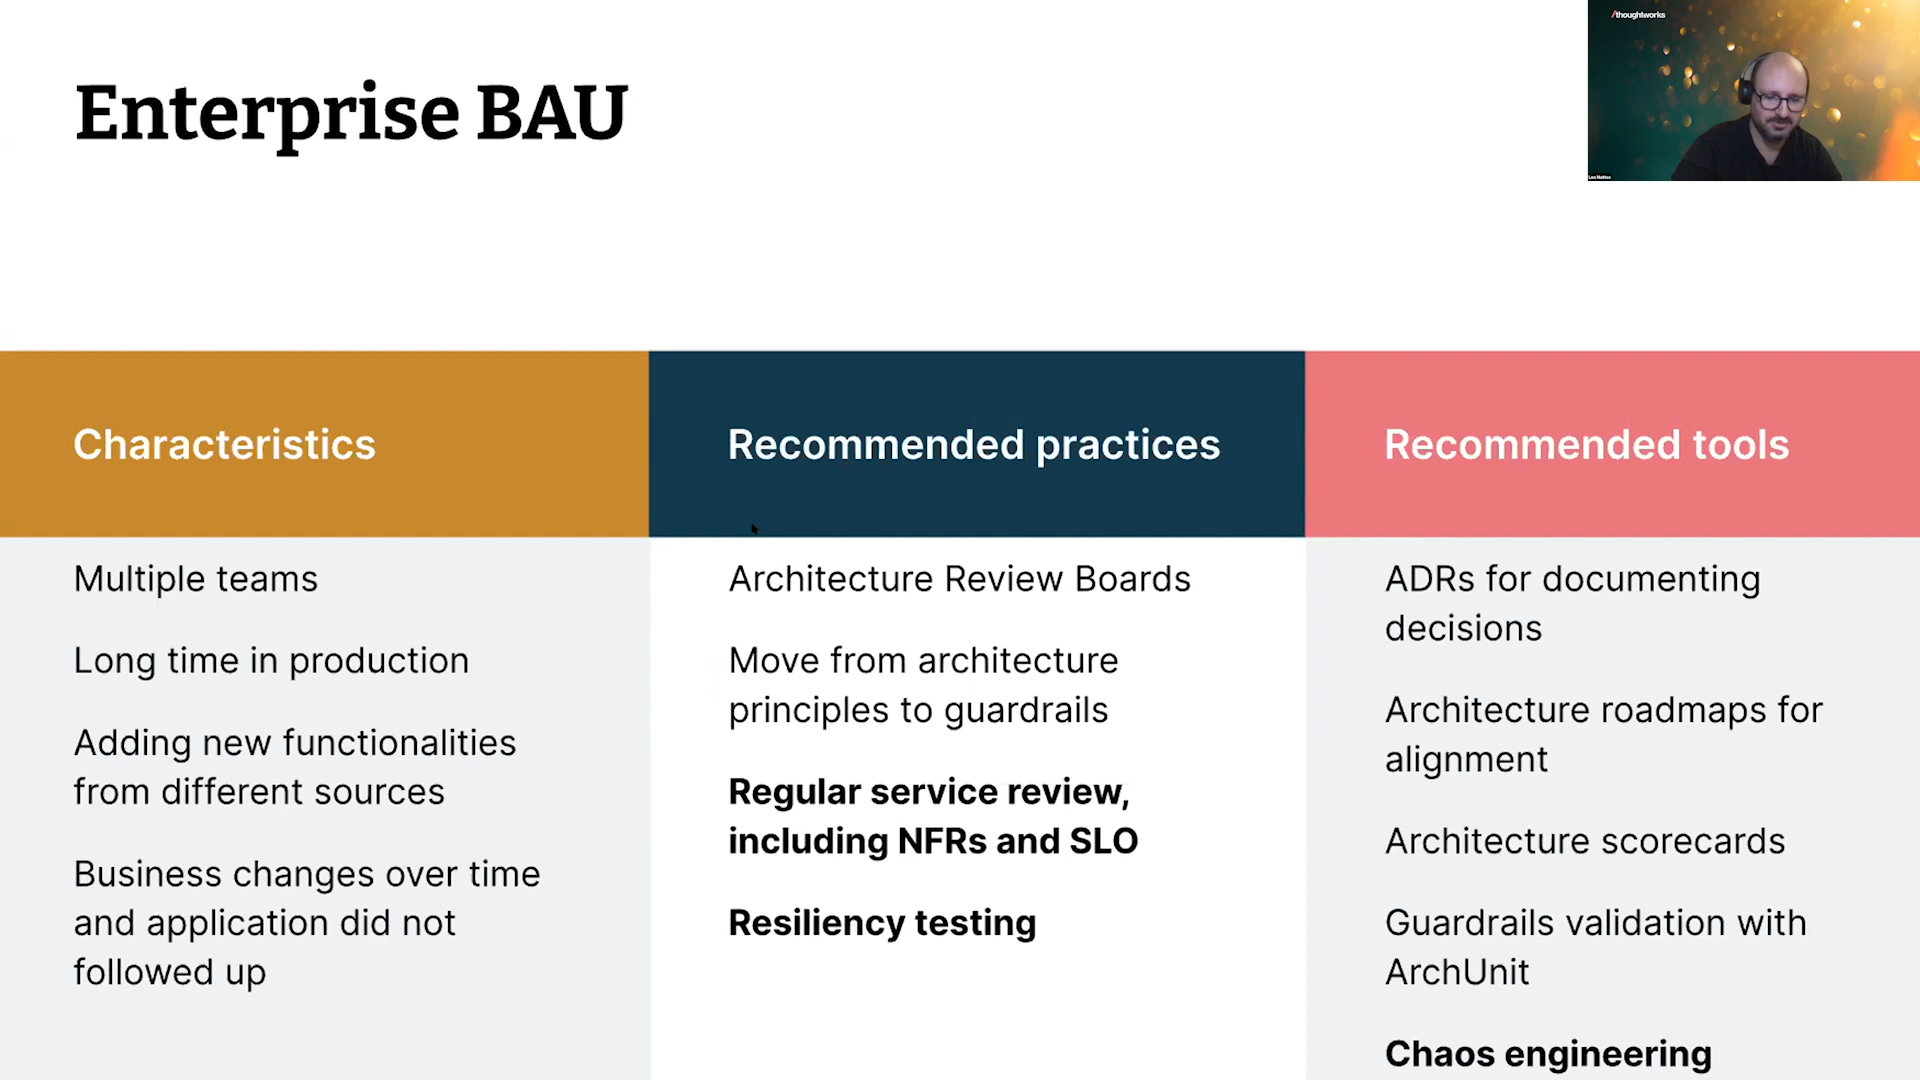 /thoughtworks
Enterprise BAU
Leo Mattos
Characteristics
Multiple teams
Long time in production
Adding new functionalities
from different sources
Business changes over time
and application did not
followed up
Recommended practices
Architecture Review Boards
Move from architecture
principles to guardrails
Regular service review,
including NFRs and SLO
Resiliency testing
Recommended tools
ADRs for documenting
decisions
Architecture roadmaps for
alignment
Architecture scorecards
Guardrails validation with
ArchUnit
Chaos engineering